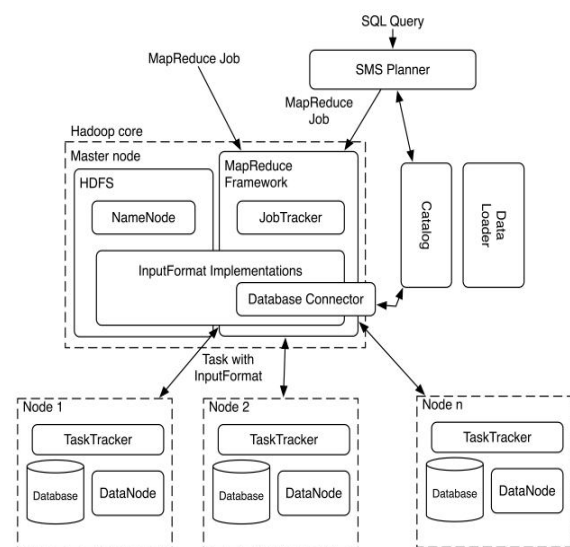 SQL Query
SMS Planner
MapReduce Job
MapReduce
Job
Hadoop core
Master node
HDFS
MapReduce
Framework
NameNode
JobTracker
Catalog
Data
Loader
InputFormat Implementations
Database Connector
Task with
InputFormat
Node 1
Node 2
Node n
TaskTracker
TaskTracker
TaskTracker
Database
DataNode
Database
DataNode
Database
DataNode